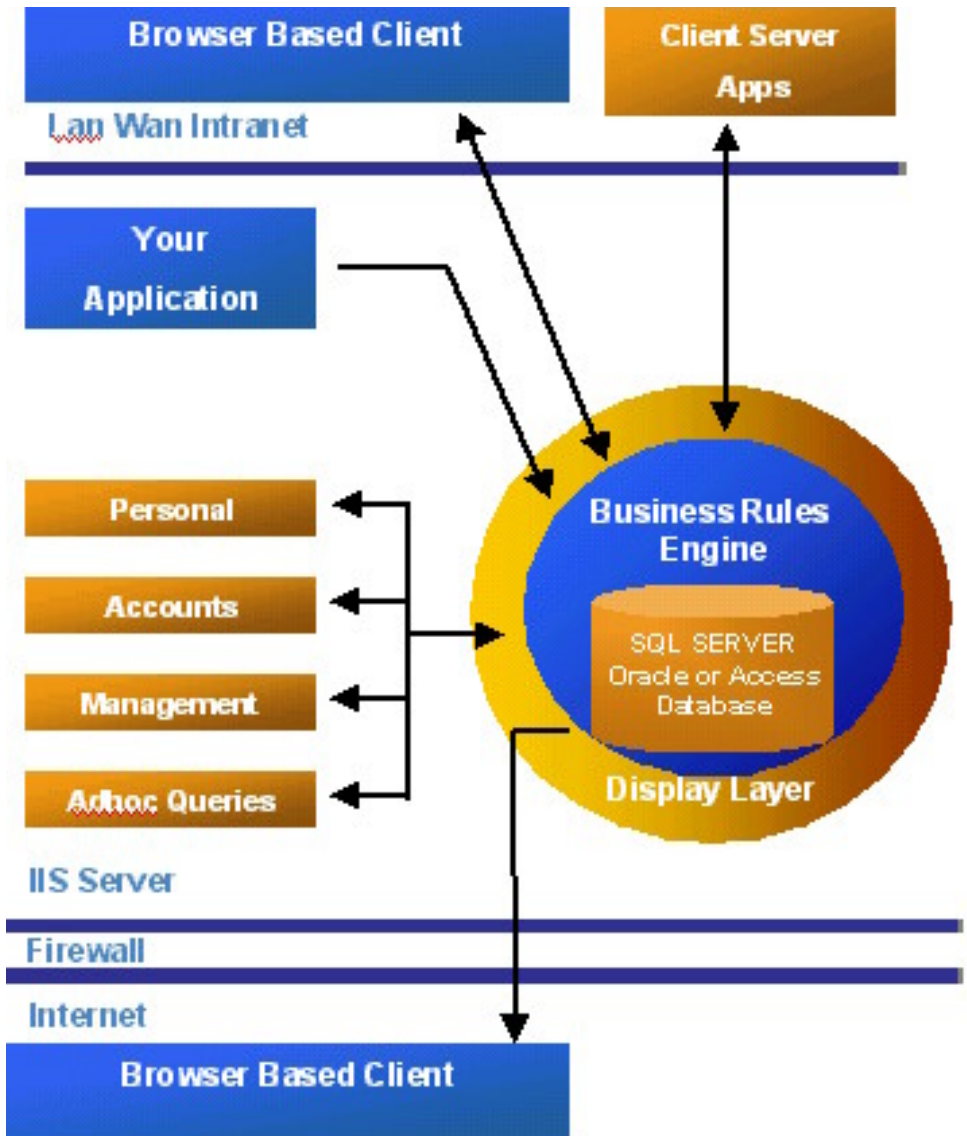 Browser Based Client
Client Server
Apps
Lan Wan Intranet
Your
Application
Personal
Accounts
Management
Adhoc Queries
Business Rules
Engine
SQL SERVER
Oracle or Access
Database
Display Layer
IIS Server
Firewall
Internet
Browser Based Client